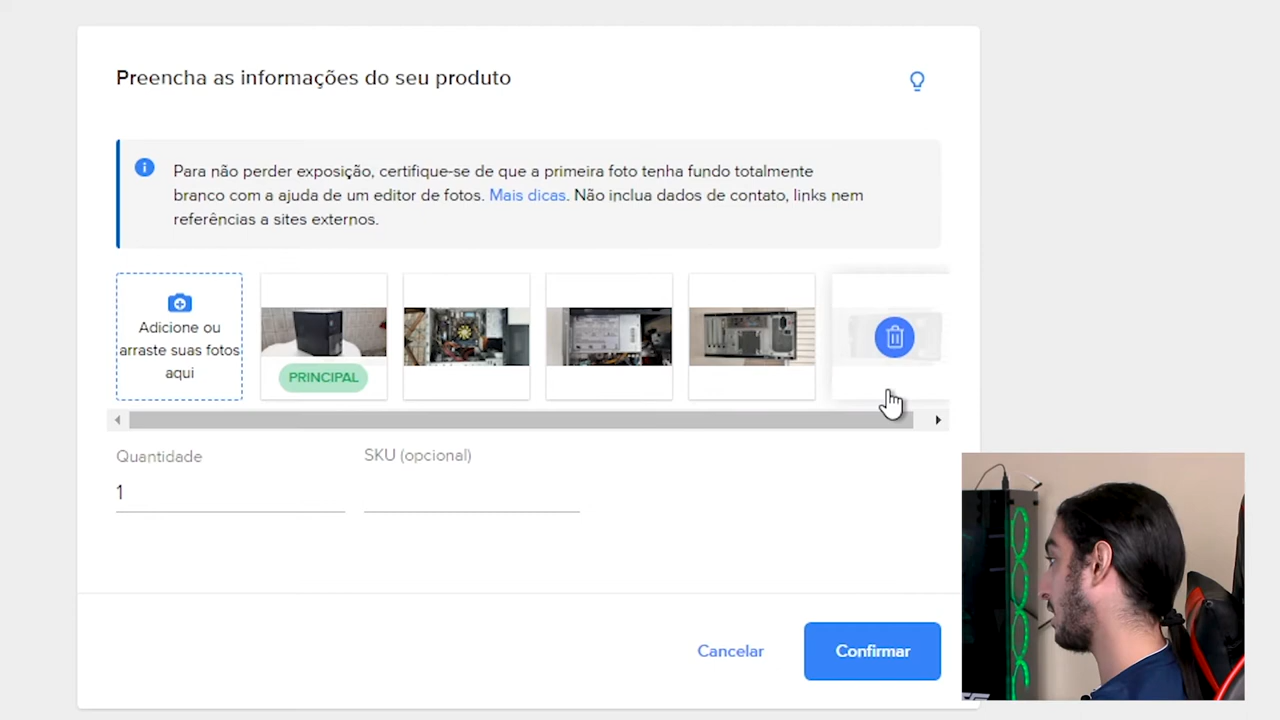 Preencha as informações do seu produto
Para não perder exposição, certifique-se de que a primeira foto tenha fundo totalmente
branco com a ajuda de um editor de fotos. Mais dicas. Não inclua dados de contato, links nem
referências a sites externos.
Adicione ou
arraste suas fotos
aqui
PRINCIPAL
Quantidade
SKU (opcional)
1
Cancelar
Confirmar